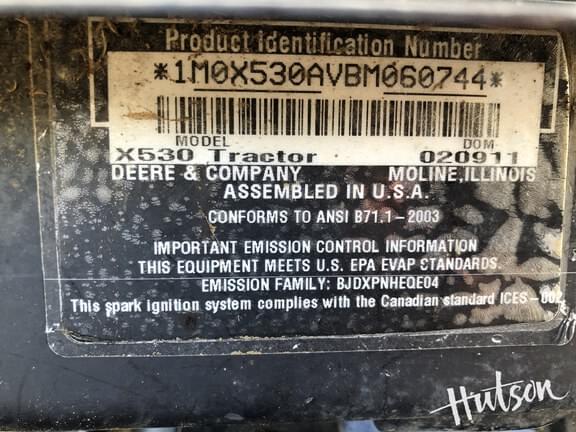 Product Identification Number
*1M0X530AVBM060744*
MODEL DOM
X530 Tractor 020911
DEERE & COMPANY MOLINE, ILLINOIS
ASSEMBLED IN U.S.A.
CONFORMS TO ANSI B71.1-2003
IMPORTANT EMISSION CONTROL INFORMATION
THIS EQUIPMENT MEETS U.S. EPA EVAP STANDARDS.
EMISSION FAMILY: BJDXPNHEQE04
This spark ignition system complies with the Canadian standard ICES-002
Hutson